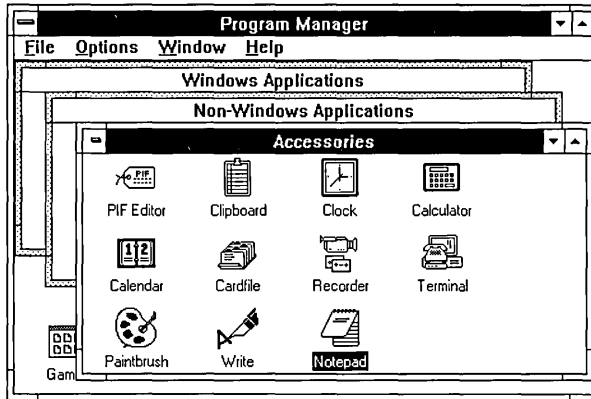 Program Manager
File Options Window Help
Windows Applications
Non-Windows Applications
Accessories
PIF
PIF Editor Clipboard Clock Calculator
1 2
Calendar Cardfile Recorder Terminal
Paintbrush Write Notepad
Gam